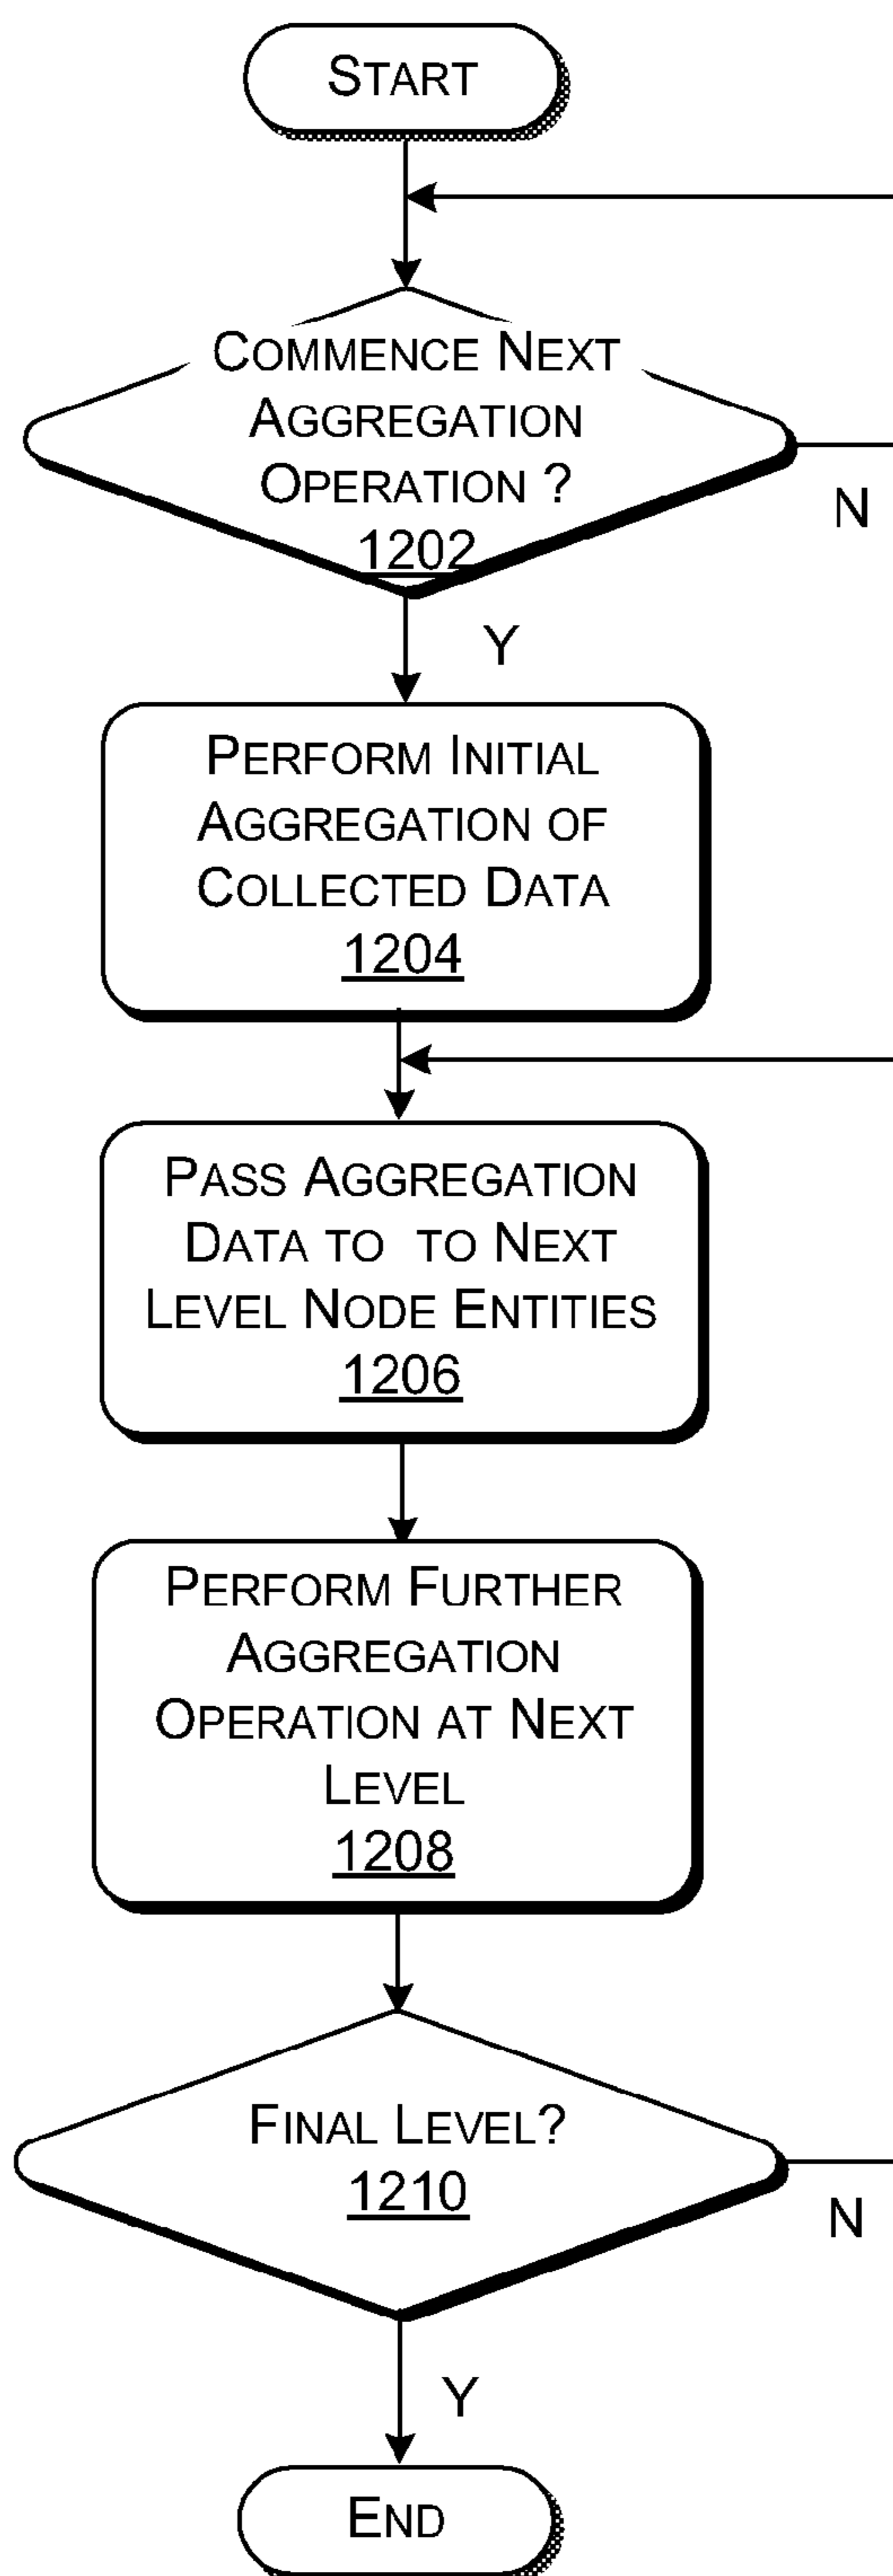 START
COMMENCE NEXT
AGGREGATION
OPERATION ?
1202
N
Y
PERFORM INITIAL
AGGREGATION OF
COLLECTED DATA
1204
PASS AGGREGATION
DATA TO TO NEXT
LEVEL NODE ENTITIES
1206
PERFORM FURTHER
AGGREGATION
OPERATION AT NEXT
LEVEL
1208
FINAL LEVEL?
1210
N
Y
END